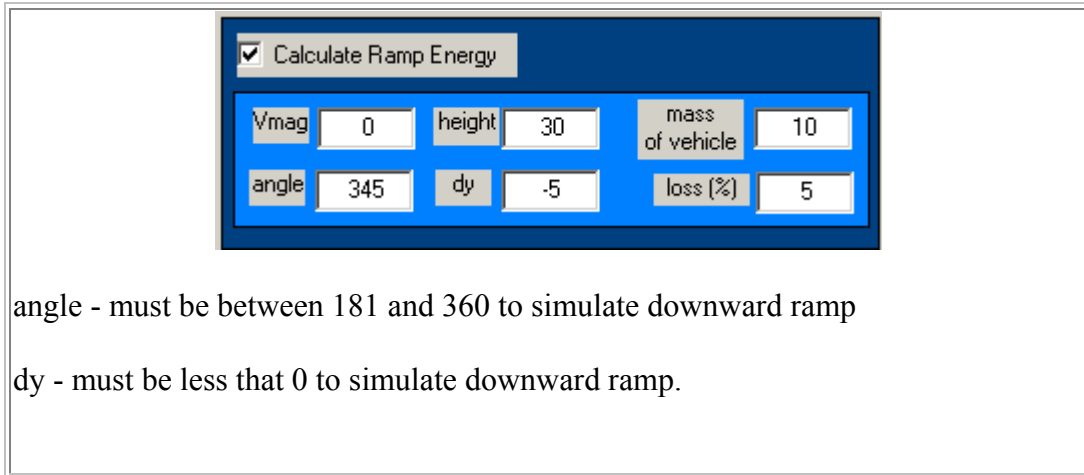 Calculate Ramp Energy
Vmag 0 height 30 mass of vehicle 10
angle 345 dy -5 loss (%) 5
angle - must be between 181 and 360 to simulate downward ramp
dy - must be less that 0 to simulate downward ramp.